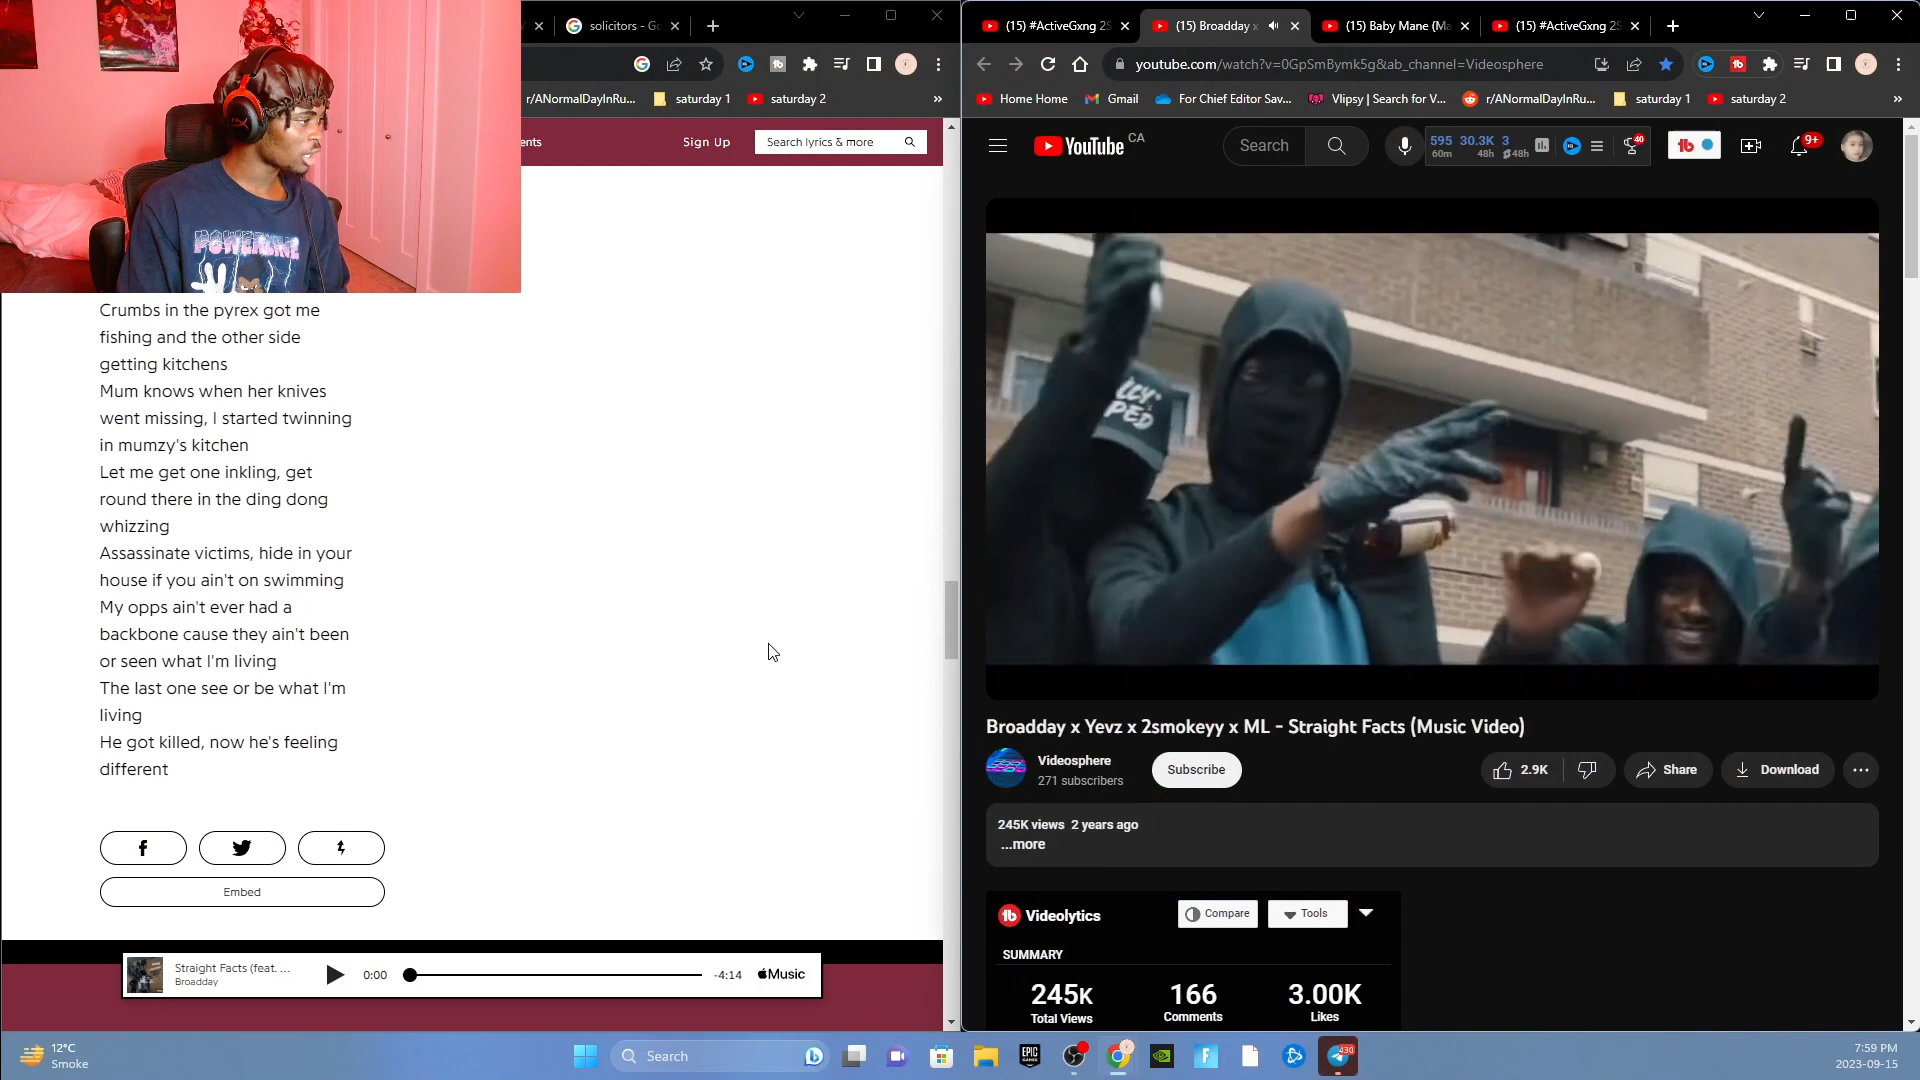 solicitors - Go
(15) #ActiveGxng 2S
(15) Broadday x
(15) Baby Mane (Ma
(15) #ActiveGxng 2S
youtube.com/watch?v=0GpSmBymk5g&ab_channel=Videosphere
r/ANormalDayInRu...
saturday 1
saturday 2
»
Home Home
Gmail
For Chief Editor Sav...
Vlipsy | Search for V...
r/ANormalDayInRu...
saturday 1
saturday 2
»
ents
Sign Up
Search lyrics & more
YouTube CA
Search
595 60m
30.3K 48h
3 48h
40
9+
POWERLINE
Crumbs in the pyrex got me
fishing and the other side
getting kitchens
Mum knows when her knives
went missing, I started twinning
in mumzy's kitchen
Let me get one inkling, get
round there in the ding dong
whizzing
Assassinate victims, hide in your
house if you ain't on swimming
My opps ain't ever had a
backbone cause they ain't been
or seen what I'm living
The last one see or be what I'm
living
He got killed, now he's feeling
different
Embed
Straight Facts (feat. ...
Broadday
0:00
-4:14
Music
Broadday x Yevz x 2smokeyy x ML - Straight Facts (Music Video)
Videosphere
271 subscribers
Subscribe
2.9K
Share
Download
245K views 2 years ago
...more
Videolytics
Compare
Tools
SUMMARY
245K
Total Views
166
Comments
3.00K
Likes
12°C
Smoke
Search
EPIC GAMES
430
7:59 PM
2023-09-15